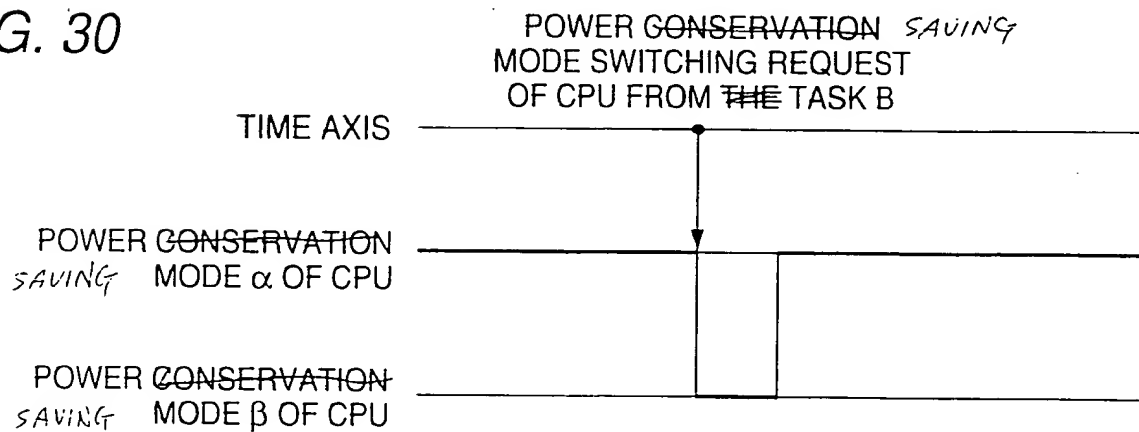 G. 30
POWER CONSERVATION SAVING
MODE SWITCHING REQUEST
OF CPU FROM THE TASK B
TIME AXIS
POWER CONSERVATION
SAVING MODE α OF CPU
POWER CONSERVATION
SAVING MODE β OF CPU